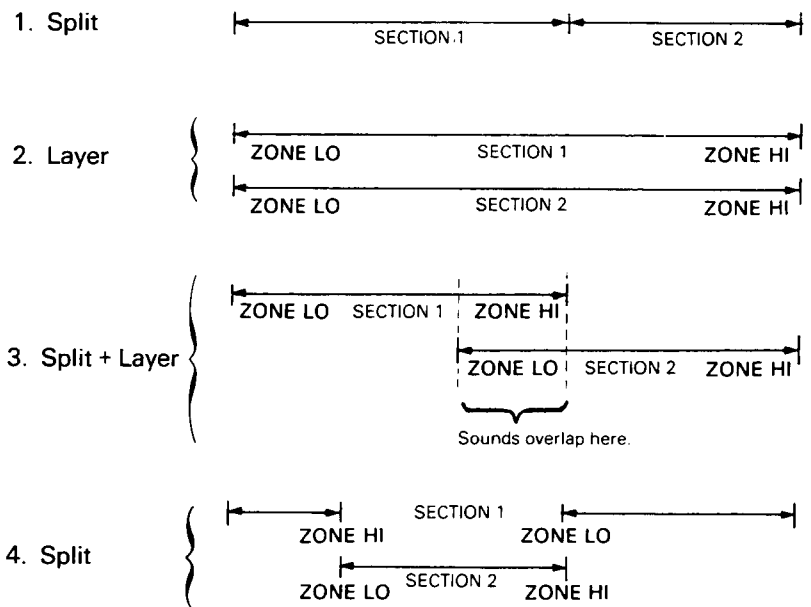 1. Split
SECTION 1 SECTION 2
2. Layer
ZONE LO SECTION 1 ZONE HI
ZONE LO SECTION 2 ZONE HI
3. Split + Layer
ZONE LO SECTION 1 ZONE HI
ZONE LO SECTION 2 ZONE HI
Sounds overlap here.
4. Split
SECTION 1
ZONE HI ZONE LO
ZONE LO SECTION 2 ZONE HI